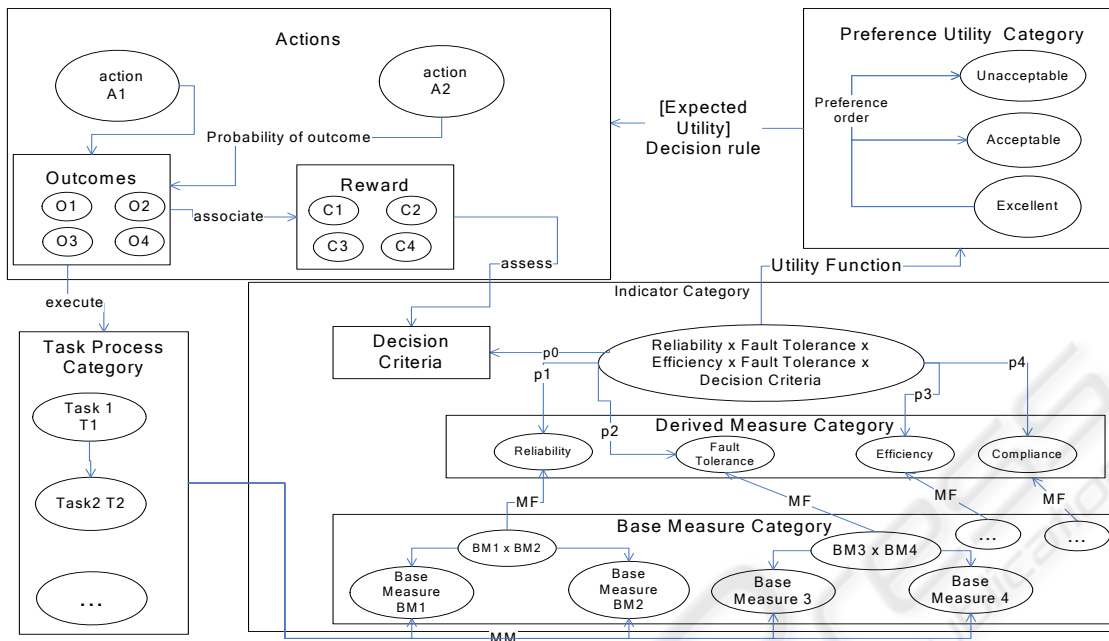 Actions
action
A1
action
A2
Probability of outcome
Outcomes
O1
O2
O3
O4
associate
Reward
C1
C2
C3
C4
assess
execute
[Expected
Utility]
Decision rule
Preference Utility Category
Unacceptable
Preference
order
Acceptable
Excellent
Utility Function
Indicator Category
Decision
Criteria
p0
p1
p2
p3
p4
Reliability x Fault Tolerance x
Efficiency x Fault Tolerance x
Decision Criteria
Task Process
Category
Task 1
T1
Task2 T2
...
Derived Measure Category
Reliability
Fault
Tolerance
Efficiency
Compliance
MF
MF
MF
MF
Base Measure Category
BM1 x BM2
BM3 x BM4
...
...
Base
Measure
BM1
Base
Measure
BM2
Base
Measure 3
Base
Measure 4
MM